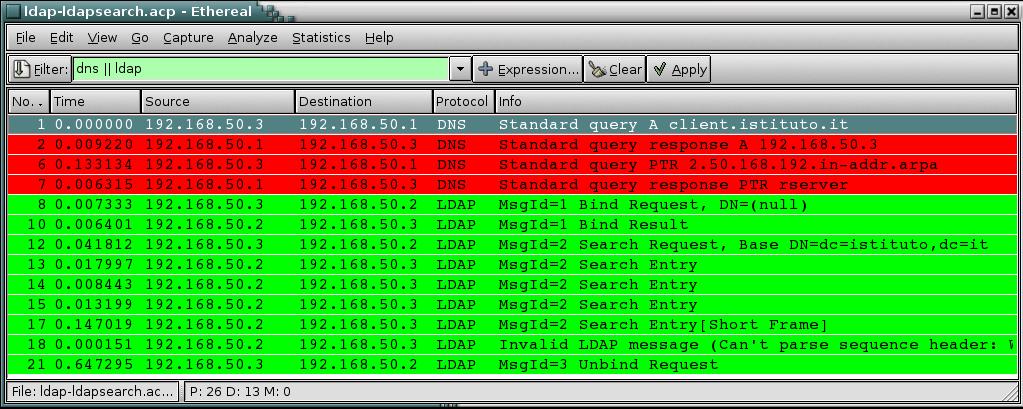 ldap-ldapsearch.acp - Ethereal
File Edit View Go Capture Analyze Statistics Help
Filter: dns || ldap Expression... Clear Apply
No. . Time Source Destination Protocol Info
1 0.000000 192.168.50.3 192.168.50.1 DNS Standard query A client.istituto.it
2 0.009220 192.168.50.1 192.168.50.3 DNS Standard query response A 192.168.50.3
6 0.133134 192.168.50.3 192.168.50.1 DNS Standard query PTR 2.50.168.192.in-addr.arpa
7 0.006315 192.168.50.1 192.168.50.3 DNS Standard query response PTR rserver
8 0.007333 192.168.50.3 192.168.50.2 LDAP MsgId=1 Bind Request, DN=(null)
10 0.006401 192.168.50.2 192.168.50.3 LDAP MsgId=1 Bind Result
12 0.041812 192.168.50.3 192.168.50.2 LDAP MsgId=2 Search Request, Base DN=dc=istituto,dc=it
13 0.017997 192.168.50.2 192.168.50.3 LDAP MsgId=2 Search Entry
14 0.008443 192.168.50.2 192.168.50.3 LDAP MsgId=2 Search Entry
15 0.013199 192.168.50.2 192.168.50.3 LDAP MsgId=2 Search Entry
17 0.147019 192.168.50.2 192.168.50.3 LDAP MsgId=2 Search Entry[Short Frame]
18 0.000151 192.168.50.2 192.168.50.3 LDAP Invalid LDAP message (Can't parse sequence header: W
21 0.647295 192.168.50.3 192.168.50.2 LDAP MsgId=3 Unbind Request
File: ldap-ldapsearch.ac... P: 26 D: 13 M: 0